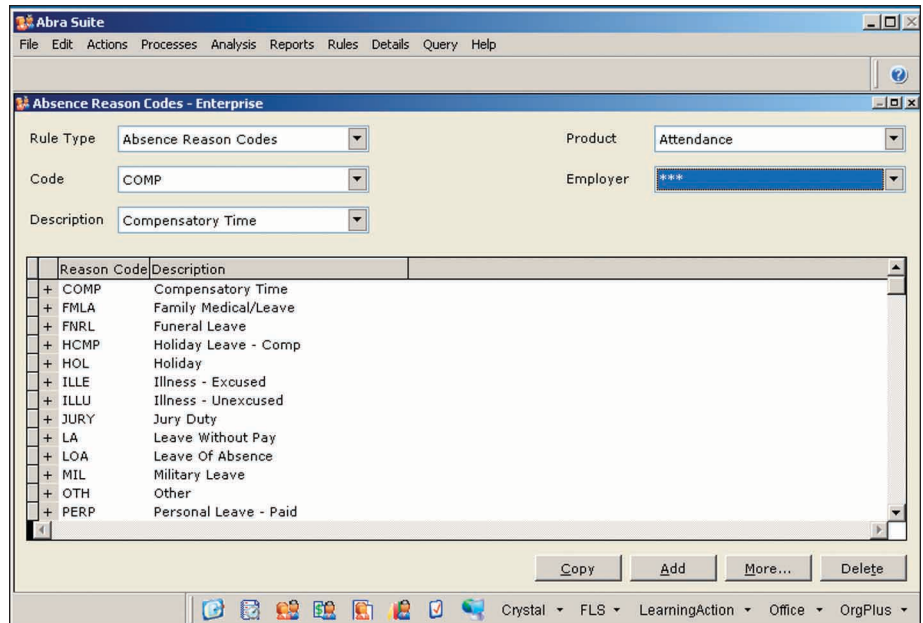 Abra Suite
File Edit Actions Processes Analysis Reports Rules Details Query Help
Absence Reason Codes - Enterprise
Rule Type Absence Reason Codes Product Attendance
Code COMP Employer ***
Description Compensatory Time
Reason Code Description
+ COMP Compensatory Time
+ FMLA Family Medical/Leave
+ FNRL Funeral Leave
+ HCMP Holiday Leave - Comp
+ HOL Holiday
+ ILLE Illness - Excused
+ ILLU Illness - Unexcused
+ JURY Jury Duty
+ LA Leave Without Pay
+ LOA Leave Of Absence
+ MIL Military Leave
+ OTH Other
+ PERP Personal Leave - Paid
Copy Add More... Delete
Crystal FLS LearningAction Office OrgPlus